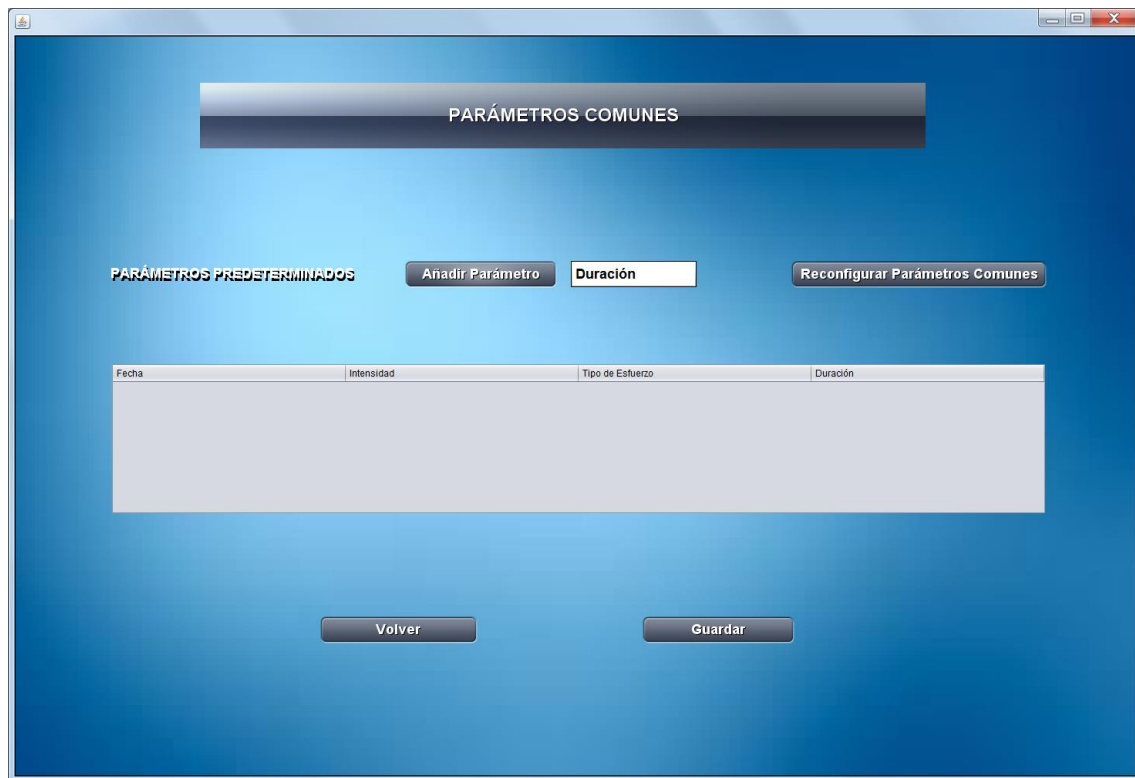 PARÁMETROS COMUNES
PARÁMETROS PREDETERMINADOS Añadir Parámetro Duración Reconfigurar Parámetros Comunes
Fecha Intensidad Tipo de Esfuerzo Duración
Volver Guardar